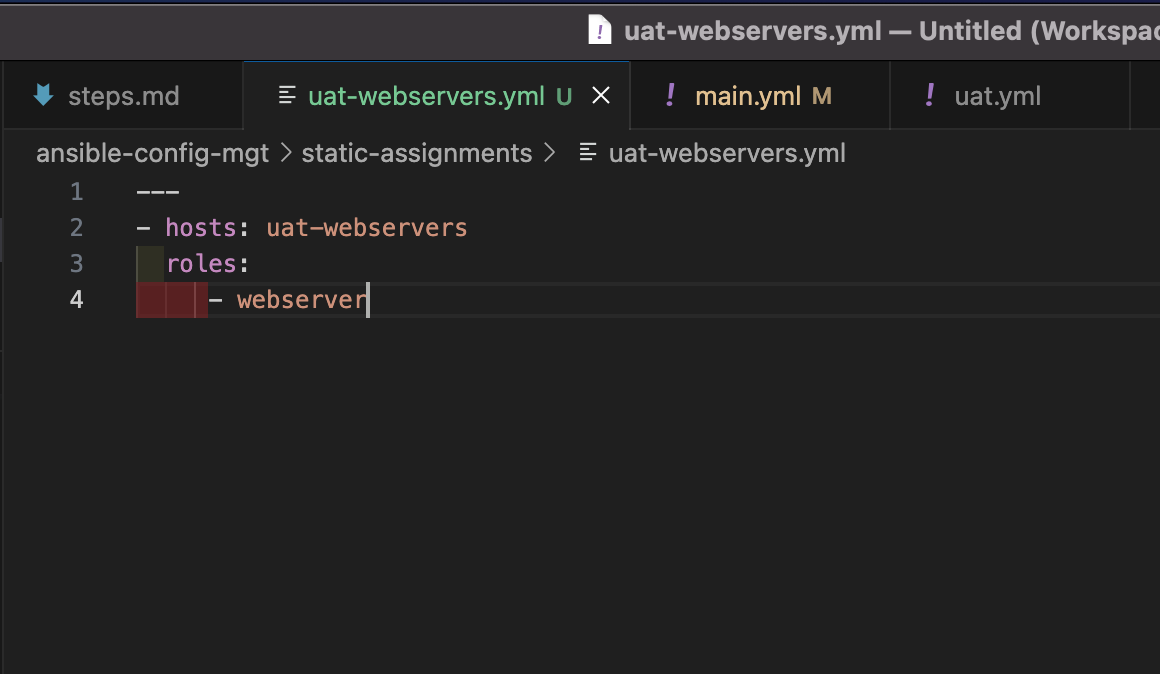 uat-webservers.yml — Untitled (Workspac
steps.md uat-webservers.yml U main.yml M uat.yml
ansible-config-mgt > static-assignments > uat-webservers.yml
1 ---
2 - hosts: uat-webservers
3 roles:
4 - webserver